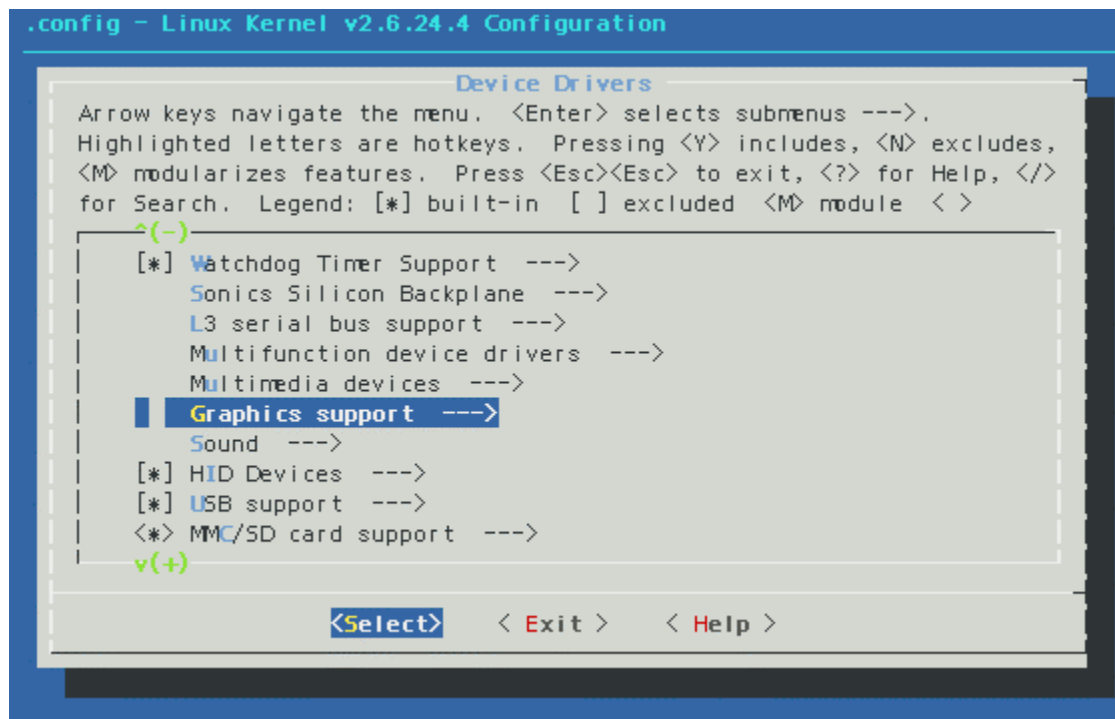 .config - Linux Kernel v2.6.24.4 Configuration
Device Drivers
Arrow keys navigate the menu.  <Enter> selects submenus --->.
Highlighted letters are hotkeys.  Pressing <Y> includes, <N> excludes,
<M> modularizes features.  Press <Esc><Esc> to exit, <?> for Help, </>
for Search.  Legend: [*] built-in  [ ] excluded  <M> module  < >
^(-)
[*] Watchdog Timer Support  --->
Sonics Silicon Backplane  --->
L3 serial bus support  --->
Multifunction device drivers  --->
Multimedia devices  --->
Graphics support  --->
Sound  --->
[*] HID Devices  --->
[*] USB support  --->
<*> MMC/SD card support  --->
v(+)
<Select>    < Exit >    < Help >